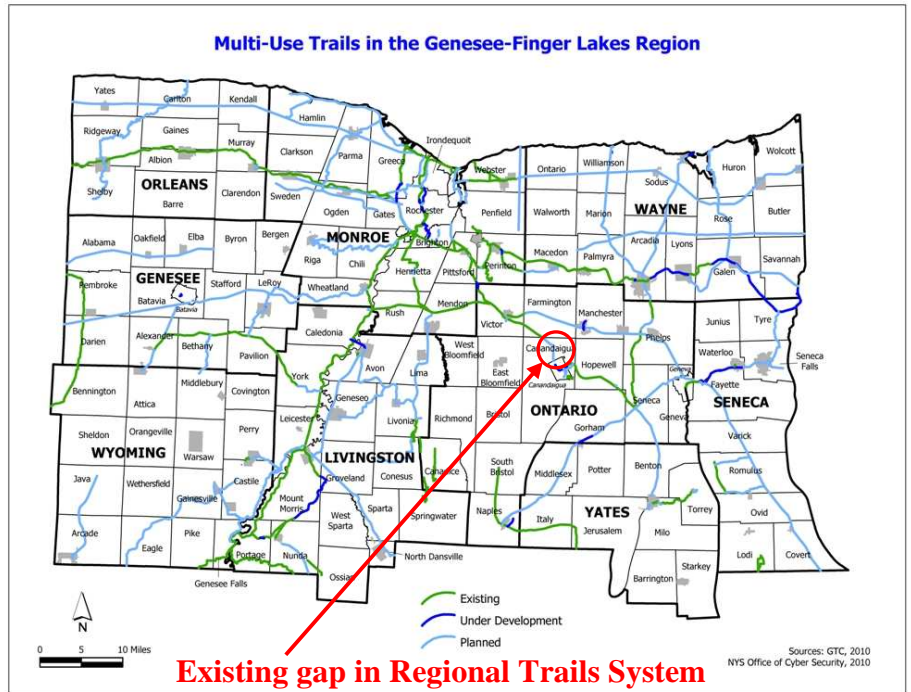 Multi-Use Trails in the Genesee-Finger Lakes Region
Yates
Carlton
Kendall
Hamlin
Ridgeway
Gaines
Murray
Clarkson
Parma
Greece
Irondequoit
Webster
Ontario
Williamson
Sodus
Huron
Wolcott
Albion
Shelby
ORLEANS
Barre
Clarendon
Sweden
Ogden
Gates
Rochester
Penfield
Walworth
Marion
WAYNE
Rose
Butler
Alabama
Oakfield
Elba
Byron
Bergen
MONROE
Riga
Chili
Brighton
Henrietta
Pittsford
Perinton
Macedon
Palmyra
Arcadia
Lyons
Galen
Savannah
GENESEE
Pembroke
Batavia
Batavia
Stafford
LeRoy
Wheatland
Rush
Mendon
Victor
Farmington
Manchester
Phelps
Junius
Tyre
Darien
Alexander
Bethany
Pavilion
Caledonia
Avon
Lima
West
Bloomfield
East
Bloomfield
Canandaigua
Canandaigua
Hopewell
Geneva
Waterloo
Seneca
Falls
Fayette
Bennington
Attica
Middlebury
Covington
York
Leicester
Geneseo
Livonia
Richmond
Bristol
ONTARIO
Seneca
Geneva
SENECA
Gorham
Varick
Sheldon
Orangeville
WYOMING
Warsaw
Perry
LIVINGSTON
Groveland
Conesus
Canadice
South
Bristol
Middlesex
Potter
Benton
Romulus
Java
Wethersfield
Gainesville
Castile
Mount
Morris
West
Sparta
Sparta
Springwater
Naples
Italy
YATES
Jerusalem
Milo
Torrey
Ovid
Arcade
Eagle
Pike
Genesee Falls
Portage
Nunda
Ossian
North Dansville
Barrington
Starkey
Lodi
Covert
Existing
Under Development
Planned
N
0 5 10 Miles
Sources: GTC, 2010
NYS Office of Cyber Security, 2010
Existing gap in Regional Trails System